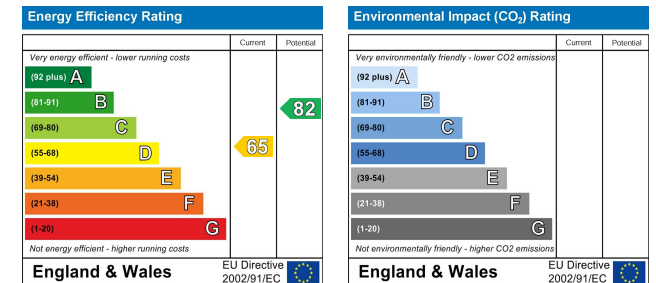 Energy Efficiency Rating
Current Potential
Very energy efficient - lower running costs
(92 plus) A
(81-91) B
82
(69-80) C
(55-68) D
65
(39-54) E
(21-38) F
(1-20) G
Not energy efficient - higher running costs
England & Wales
EU Directive
2002/91/EC
Environmental Impact (CO2) Rating
Current Potential
Very environmentally friendly - lower CO2 emissions
(92 plus) A
(81-91) B
(69-80) C
(55-68) D
(39-54) E
(21-38) F
(1-20) G
Not environmentally friendly - higher CO2 emissions
England & Wales
EU Directive
2002/91/EC